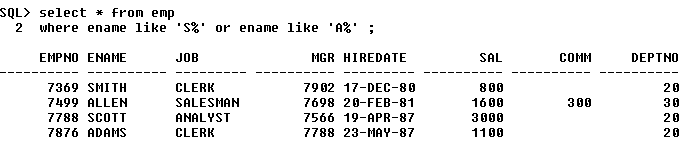 SQL> select * from emp
  2  where ename like 'S%' or ename like 'A%' ;

     EMPNO ENAME      JOB              MGR HIREDATE         SAL       COMM     DEPTNO
---------- ---------- --------- ---------- --------- ---------- ---------- ----------
      7369 SMITH      CLERK           7902 17-DEC-80        800                    20
      7499 ALLEN      SALESMAN        7698 20-FEB-81       1600        300         30
      7788 SCOTT      ANALYST         7566 19-APR-87       3000                    20
      7876 ADAMS      CLERK           7788 23-MAY-87       1100                    20